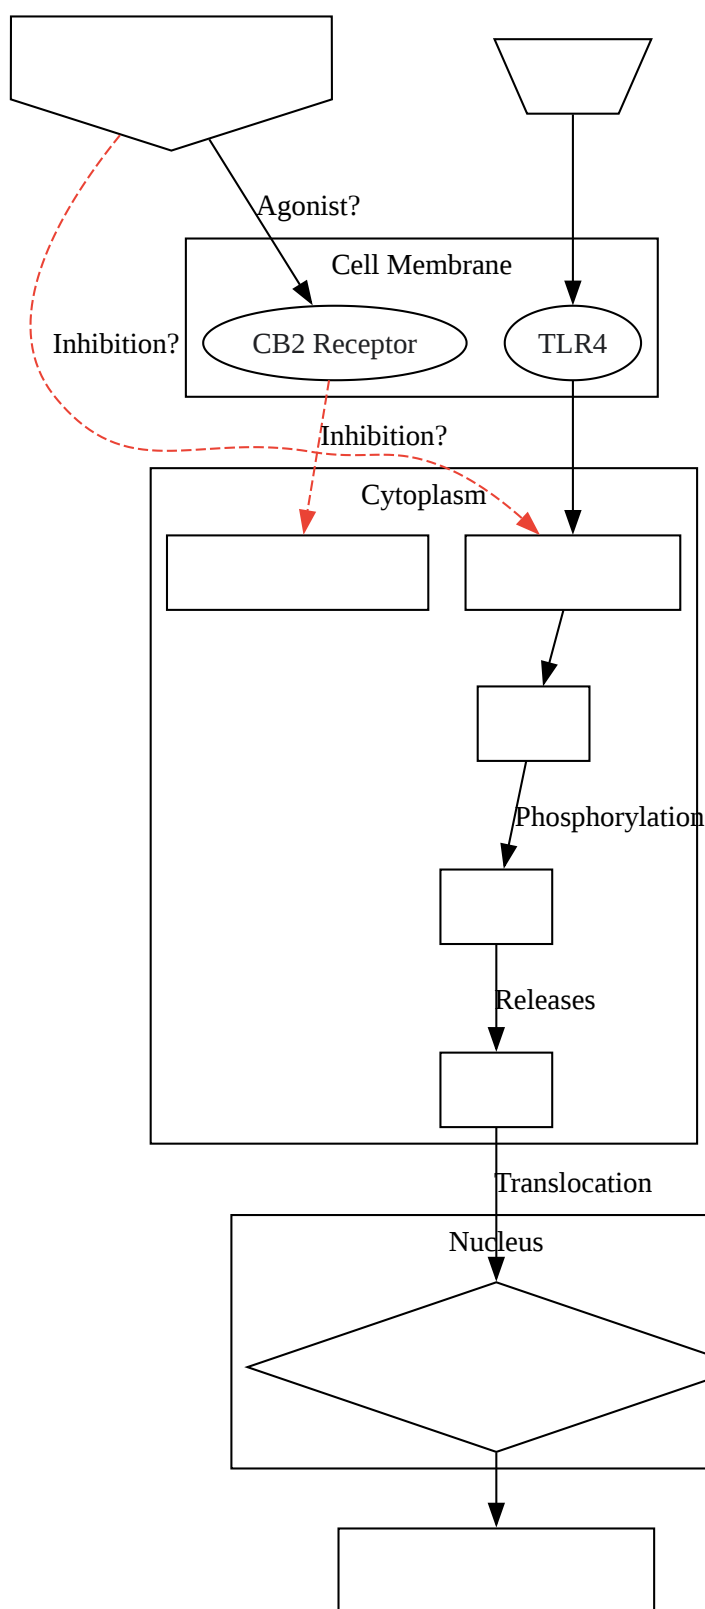 Agonist?
Cell Membrane
Inhibition?
CB2 Receptor
TLR4
Inhibition?
Cytoplasm
Phosphorylation
Releases
Translocation
Nucleus